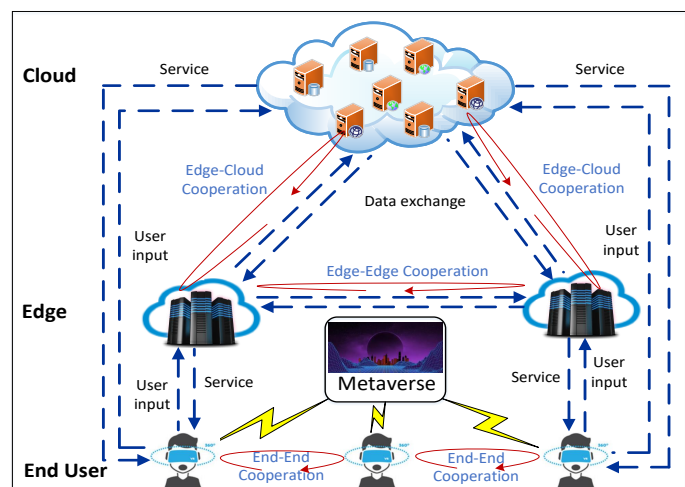 Cloud
Service
Service
Edge-Cloud
Cooperation
Edge-Cloud
Cooperation
Data exchange
User
input
User
input
Edge-Edge Cooperation
Edge
Metaverse
User
input
Service
Service
User
input
End User
End-End
Cooperation
End-End
Cooperation